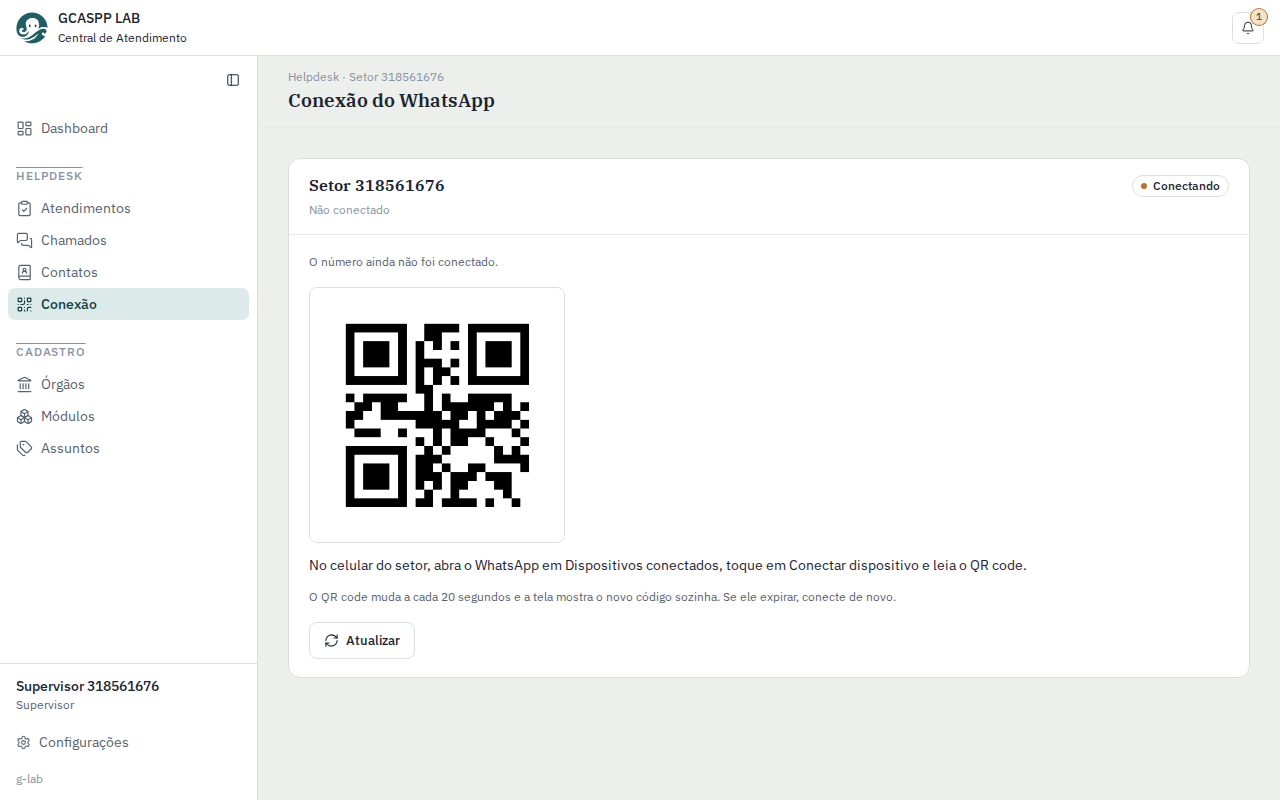 GCASPP LAB
Central de Atendimento
1
Dashboard
HELPDESK
Atendimentos
Chamados
Contatos
Conexão
CADASTRO
Órgãos
Módulos
Assuntos
Supervisor 318561676
Supervisor
Configurações
g-lab
Helpdesk · Setor 318561676
Conexão do WhatsApp
Setor 318561676
Conectando
Não conectado
O número ainda não foi conectado.
No celular do setor, abra o WhatsApp em Dispositivos conectados, toque em Conectar dispositivo e leia o QR code.
O QR code muda a cada 20 segundos e a tela mostra o novo código sozinha. Se ele expirar, conecte de novo.
Atualizar